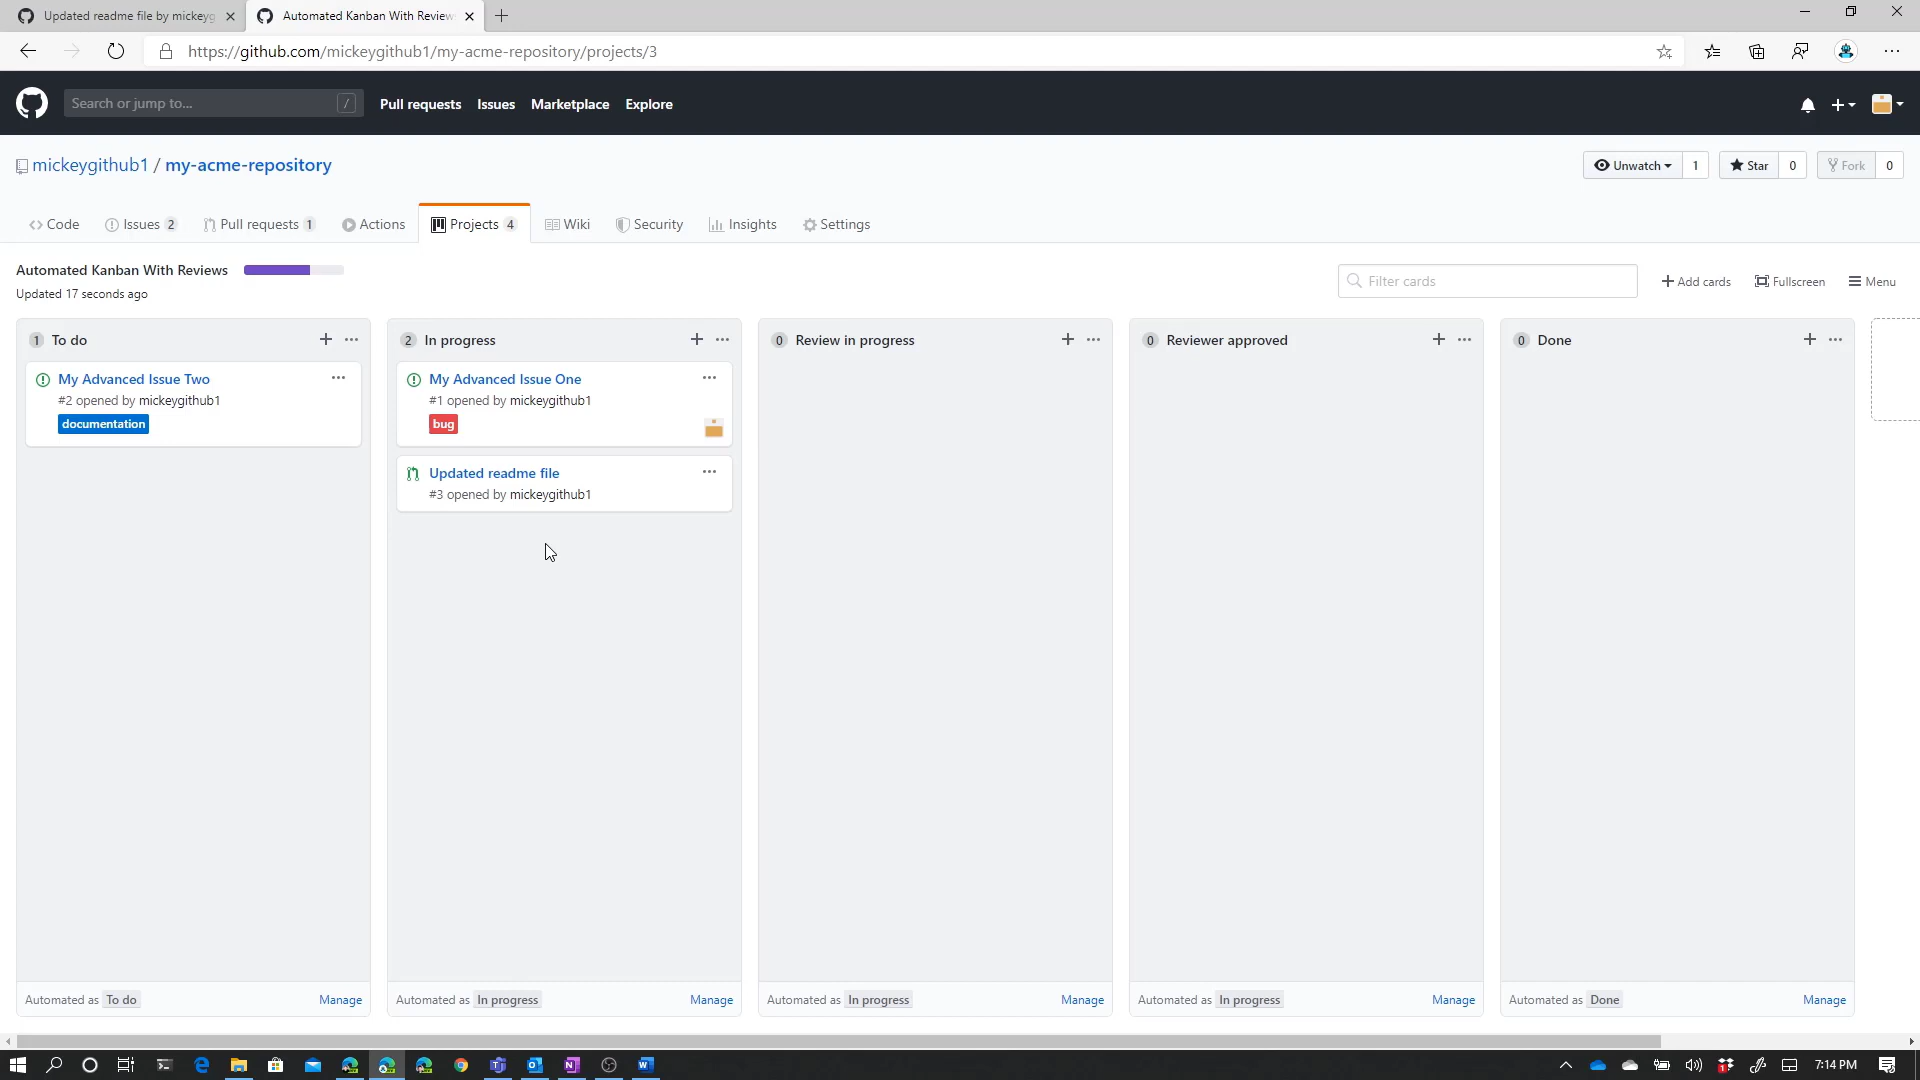 Updated readme file by mickeyg
Automated Kanban With Review
https://github.com/mickeygithub1/my-acme-repository/projects/3
Search or jump to... /
Pull requests Issues Marketplace Explore
mickeygithub1 / my-acme-repository
Unwatch 1 Star 0 Fork 0
Code Issues 2 Pull requests 1 Actions Projects 4 Wiki Security Insights Settings
Automated Kanban With Reviews
Updated 17 seconds ago
Filter cards
Add cards Fullscreen Menu
1 To do
My Advanced Issue Two
#2 opened by mickeygithub1
documentation
Automated as To do Manage
2 In progress
My Advanced Issue One
#1 opened by mickeygithub1
bug
Updated readme file
#3 opened by mickeygithub1
Automated as In progress Manage
0 Review in progress
Automated as In progress Manage
0 Reviewer approved
Automated as In progress Manage
0 Done
Automated as Done Manage
7:14 PM